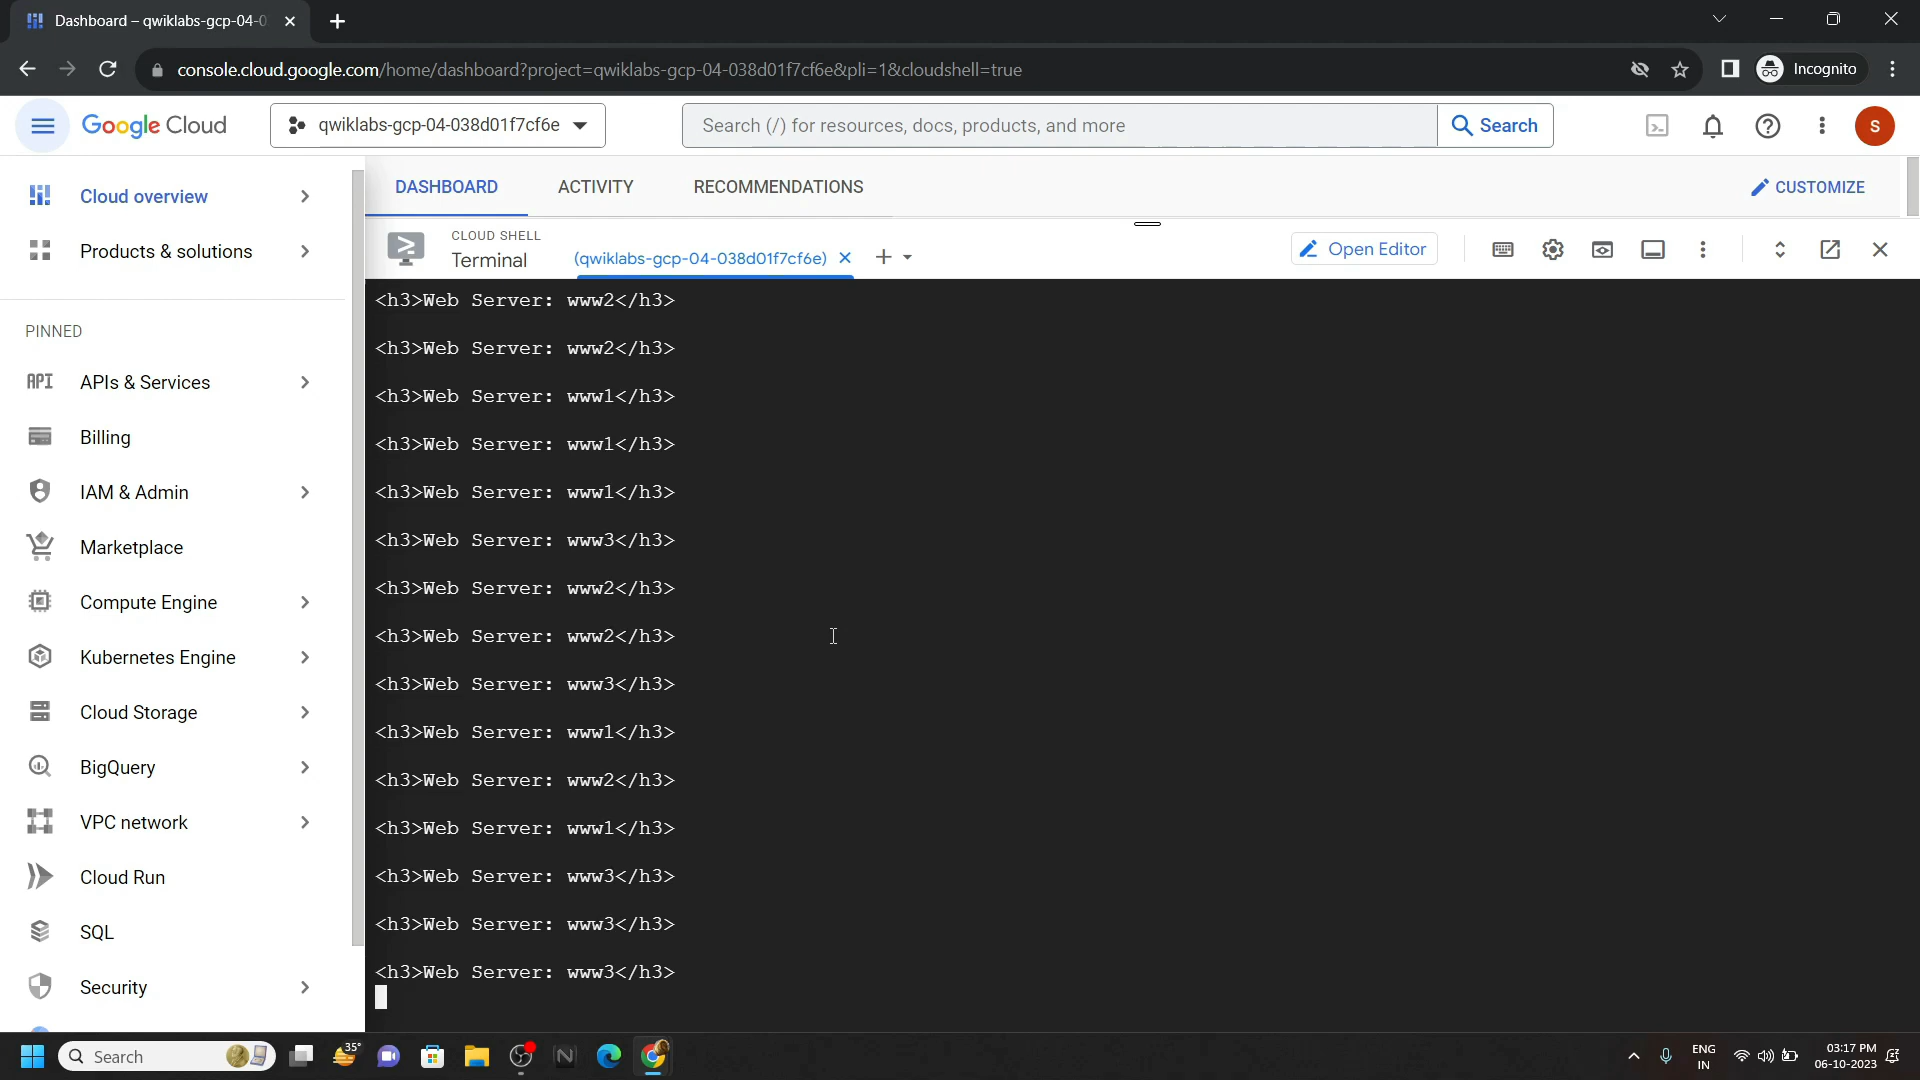 Dashboard – qwiklabs-gcp-04-0
console.cloud.google.com/home/dashboard?project=qwiklabs-gcp-04-038d01f7cf6e&pli=1&cloudshell=true
Incognito
Google Cloud
qwiklabs-gcp-04-038d01f7cf6e
Search (/) for resources, docs, products, and more
Search
S
Cloud overview
Products & solutions
PINNED
API APIs & Services
Billing
IAM & Admin
Marketplace
Compute Engine
Kubernetes Engine
Cloud Storage
BigQuery
VPC network
Cloud Run
SQL
Security
DASHBOARD
ACTIVITY
RECOMMENDATIONS
CUSTOMIZE
CLOUD SHELL
Terminal
(qwiklabs-gcp-04-038d01f7cf6e)
Open Editor
<h3>Web Server: www2</h3>
<h3>Web Server: www2</h3>
<h3>Web Server: www1</h3>
<h3>Web Server: www1</h3>
<h3>Web Server: www1</h3>
<h3>Web Server: www3</h3>
<h3>Web Server: www2</h3>
<h3>Web Server: www2</h3>
<h3>Web Server: www3</h3>
<h3>Web Server: www1</h3>
<h3>Web Server: www2</h3>
<h3>Web Server: www1</h3>
<h3>Web Server: www3</h3>
<h3>Web Server: www3</h3>
<h3>Web Server: www3</h3>
Search
35°
N
ENG
IN
03:17 PM
06-10-2023